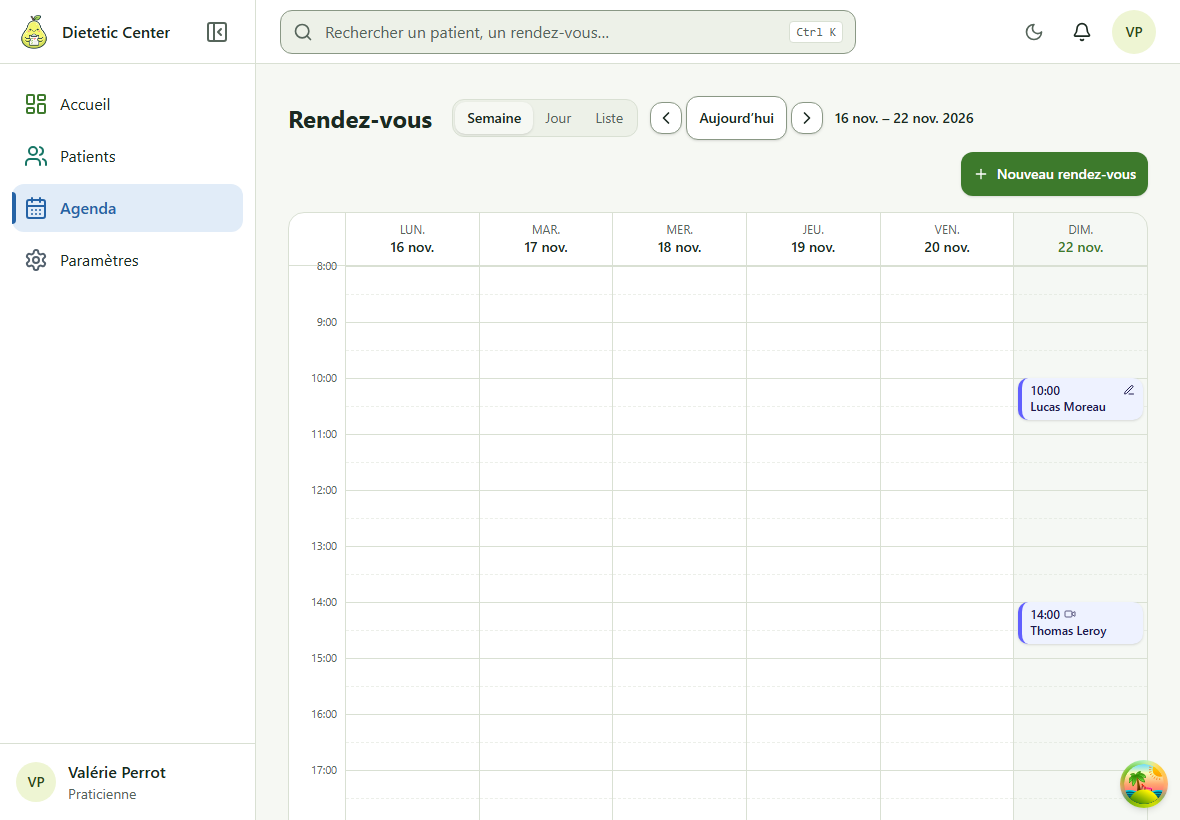 Dietetic Center
Rechercher un patient, un rendez-vous...
Ctrl K
VP
Accueil
Patients
Agenda
Paramètres
Rendez-vous
Semaine
Jour
Liste
Aujourd'hui
16 nov. – 22 nov. 2026
+ Nouveau rendez-vous
LUN.
16 nov.
MAR.
17 nov.
MER.
18 nov.
JEU.
19 nov.
VEN.
20 nov.
DIM.
22 nov.
8:00
9:00
10:00
10:00
Lucas Moreau
11:00
12:00
13:00
14:00
14:00
Thomas Leroy
15:00
16:00
17:00
VP
Valérie Perrot
Praticienne